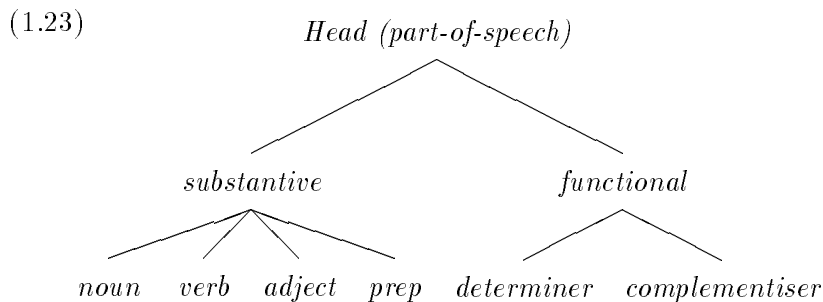 (1.23)
Head (part-of-speech)
substantive functional
noun verb adject prep determiner complementiser